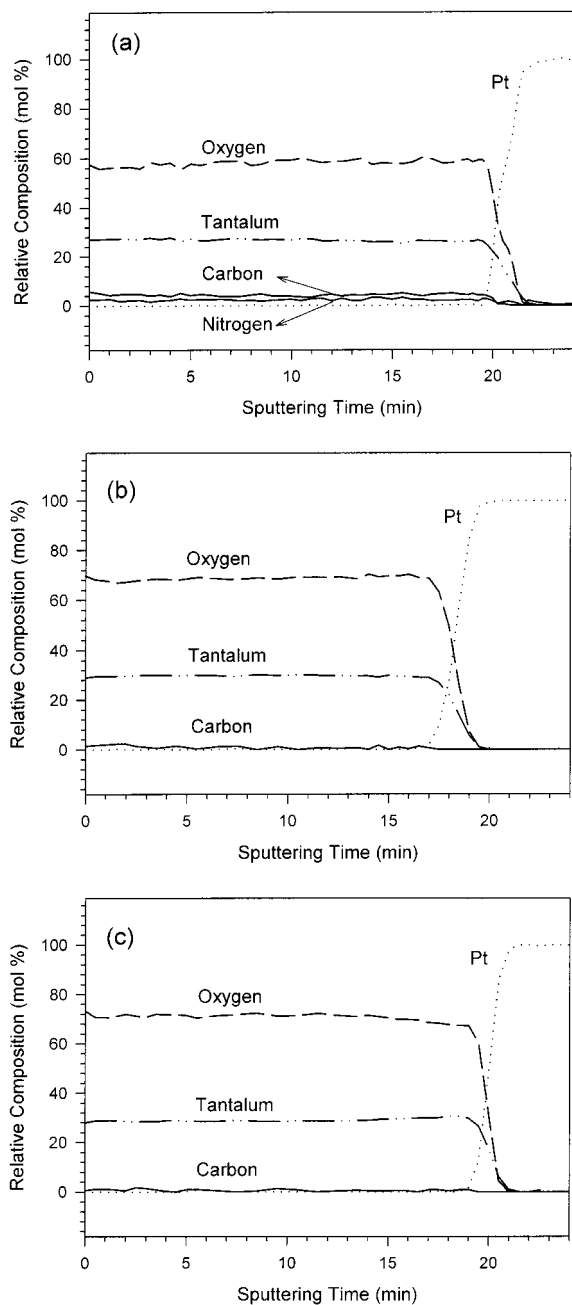 (a)
Relative Composition (mol %)
100
80
60
40
20
0
Pt
Oxygen
Tantalum
Carbon
Nitrogen
0
5
10
15
20
Sputtering Time (min)
(b)
Relative Composition (mol %)
100
80
60
40
20
0
Pt
Oxygen
Tantalum
Carbon
0
5
10
15
20
Sputtering Time (min)
(c)
Relative Composition (mol %)
100
80
60
40
20
0
Pt
Oxygen
Tantalum
Carbon
0
5
10
15
20
Sputtering Time (min)